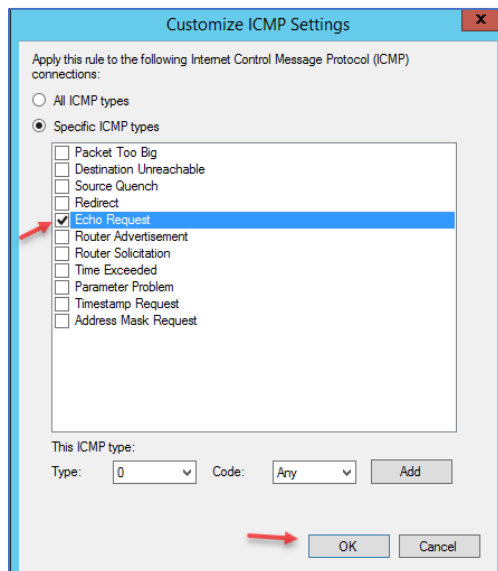 Customize ICMP Settings
x
Apply this rule to the following Internet Control Message Protocol (ICMP)
connections:
All ICMP types
Specific ICMP types
Packet Too Big
Destination Unreachable
Source Quench
Redirect
Echo Request
Router Advertisement
Router Solicitation
Time Exceeded
Parameter Problem
Timestamp Request
Address Mask Request
This ICMP type:
Type: 0 Code: Any Add
OK Cancel